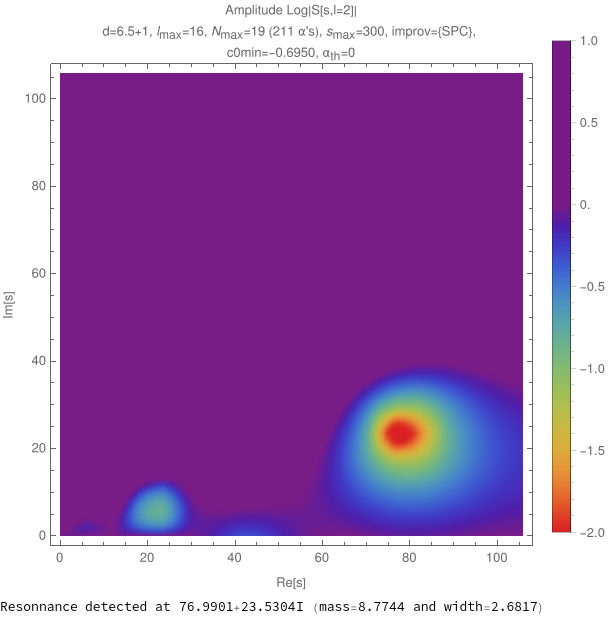 Amplitude Log|S[s,l=2]|
d=6.5+1, lmax=16, Nmax=19 (211 α's), smax=300, improv={SPC},
c0min=−0.6950, αth=0
1.0
0.5
0.
−0.5
−1.0
−1.5
−2.0
Im[s]
100
80
60
40
20
0
0 20 40 60 80 100
Re[s]
Resonnance detected at 76.9901+23.5304I (mass=8.7744 and width=2.6817)